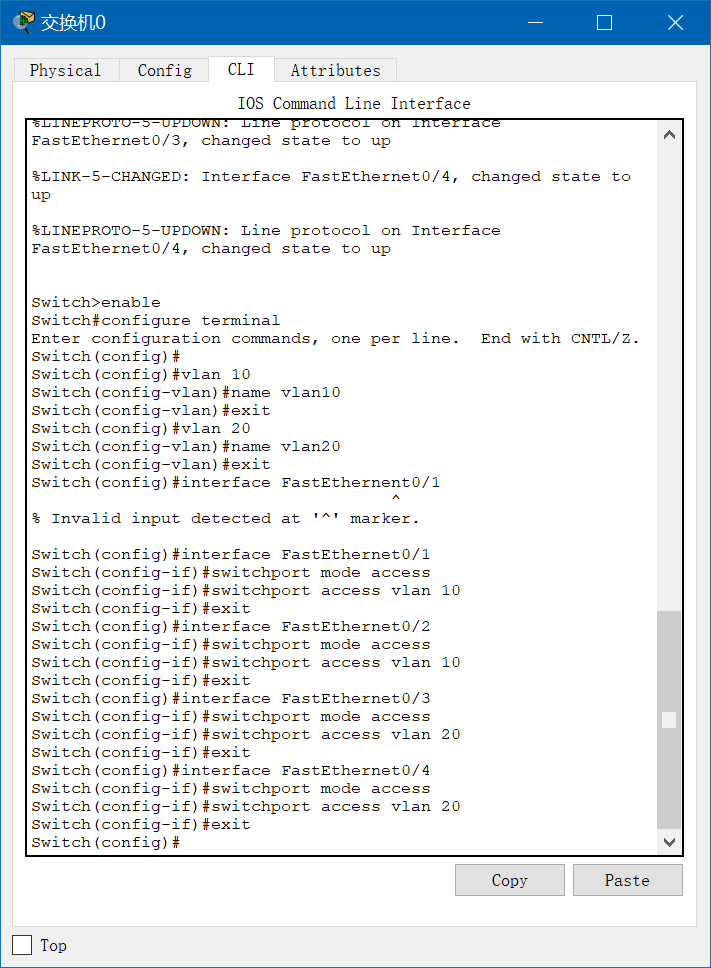 交换机0
Physical Config CLI Attributes
IOS Command Line Interface
%LINEPROTO-5-UPDOWN: Line protocol on Interface
FastEthernet0/3, changed state to up
%LINK-5-CHANGED: Interface FastEthernet0/4, changed state to
up
%LINEPROTO-5-UPDOWN: Line protocol on Interface
FastEthernet0/4, changed state to up
Switch>enable
Switch#configure terminal
Enter configuration commands, one per line.  End with CNTL/Z.
Switch(config)#
Switch(config)#vlan 10
Switch(config-vlan)#name vlan10
Switch(config-vlan)#exit
Switch(config)#vlan 20
Switch(config-vlan)#name vlan20
Switch(config-vlan)#exit
Switch(config)#interface FastEthernent0/1
^
% Invalid input detected at '^' marker.
Switch(config)#interface FastEthernet0/1
Switch(config-if)#switchport mode access
Switch(config-if)#switchport access vlan 10
Switch(config-if)#exit
Switch(config)#interface FastEthernet0/2
Switch(config-if)#switchport mode access
Switch(config-if)#switchport access vlan 10
Switch(config-if)#exit
Switch(config)#interface FastEthernet0/3
Switch(config-if)#switchport mode access
Switch(config-if)#switchport access vlan 20
Switch(config-if)#exit
Switch(config)#interface FastEthernet0/4
Switch(config-if)#switchport mode access
Switch(config-if)#switchport access vlan 20
Switch(config-if)#exit
Switch(config)#
Copy Paste
Top